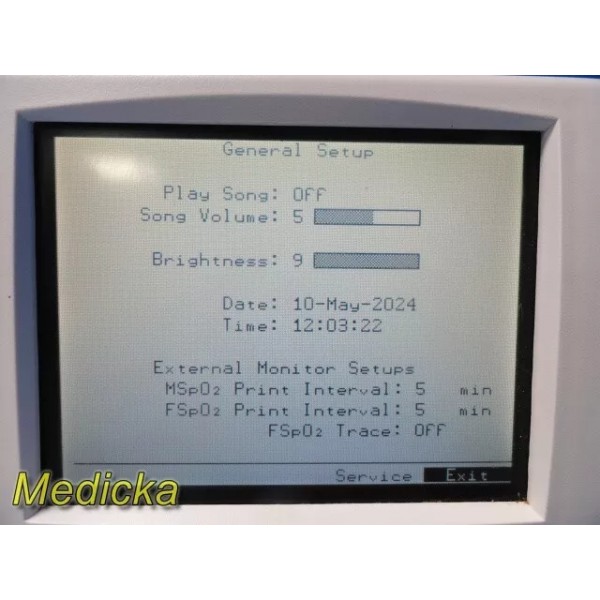 General Setup
Play Song: Off
Song Volume: 5
Brightness: 9
Date: 10-May-2024
Time: 12:03:22
External Monitor Setups
MSpO2 Print Interval: 5 min
FSpO2 Print Interval: 5 min
FSpO2 Trace: Off
Service Exit
Medicka